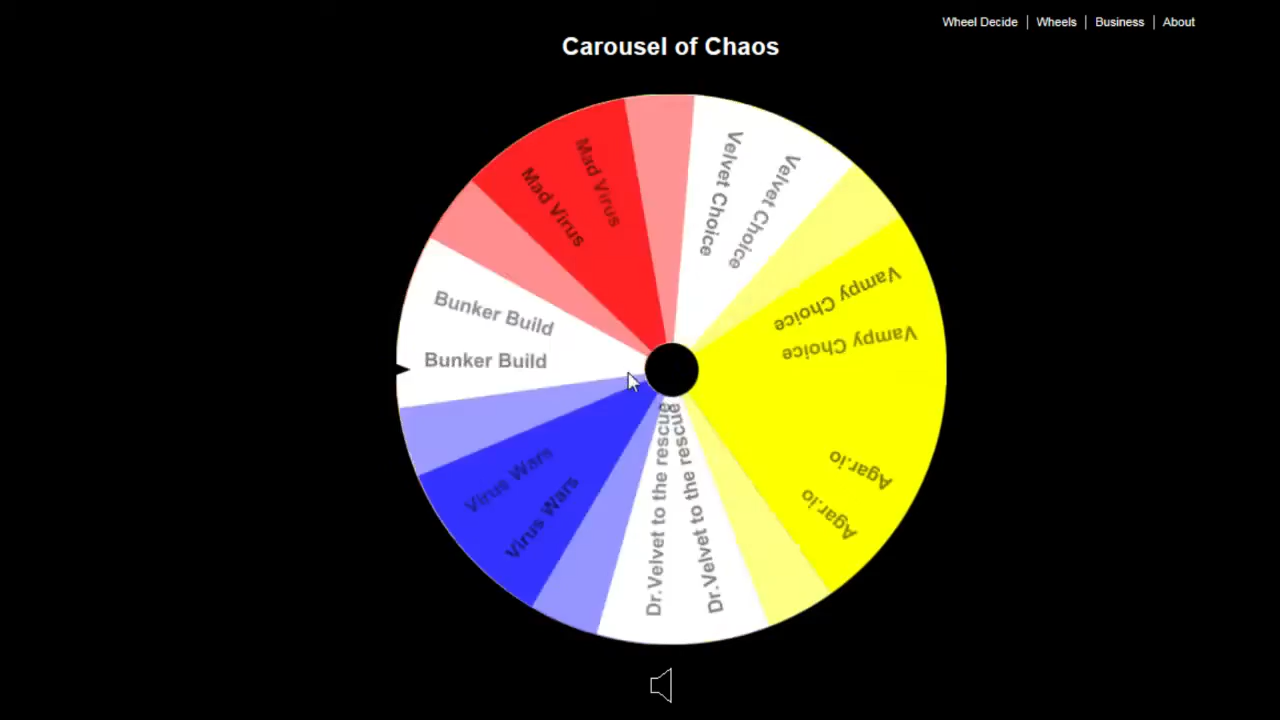 Wheel Decide
Wheels
Business
About
Carousel of Chaos
Mad Virus
Mad Virus
Velvet Choice
Velvet Choice
Vampy Choice
Vampy Choice
Bunker Build
Bunker Build
Agar.io
Agar.io
Virus Wars
Virus Wars
Dr.Velvet to the rescue
Dr.Velvet to the rescue